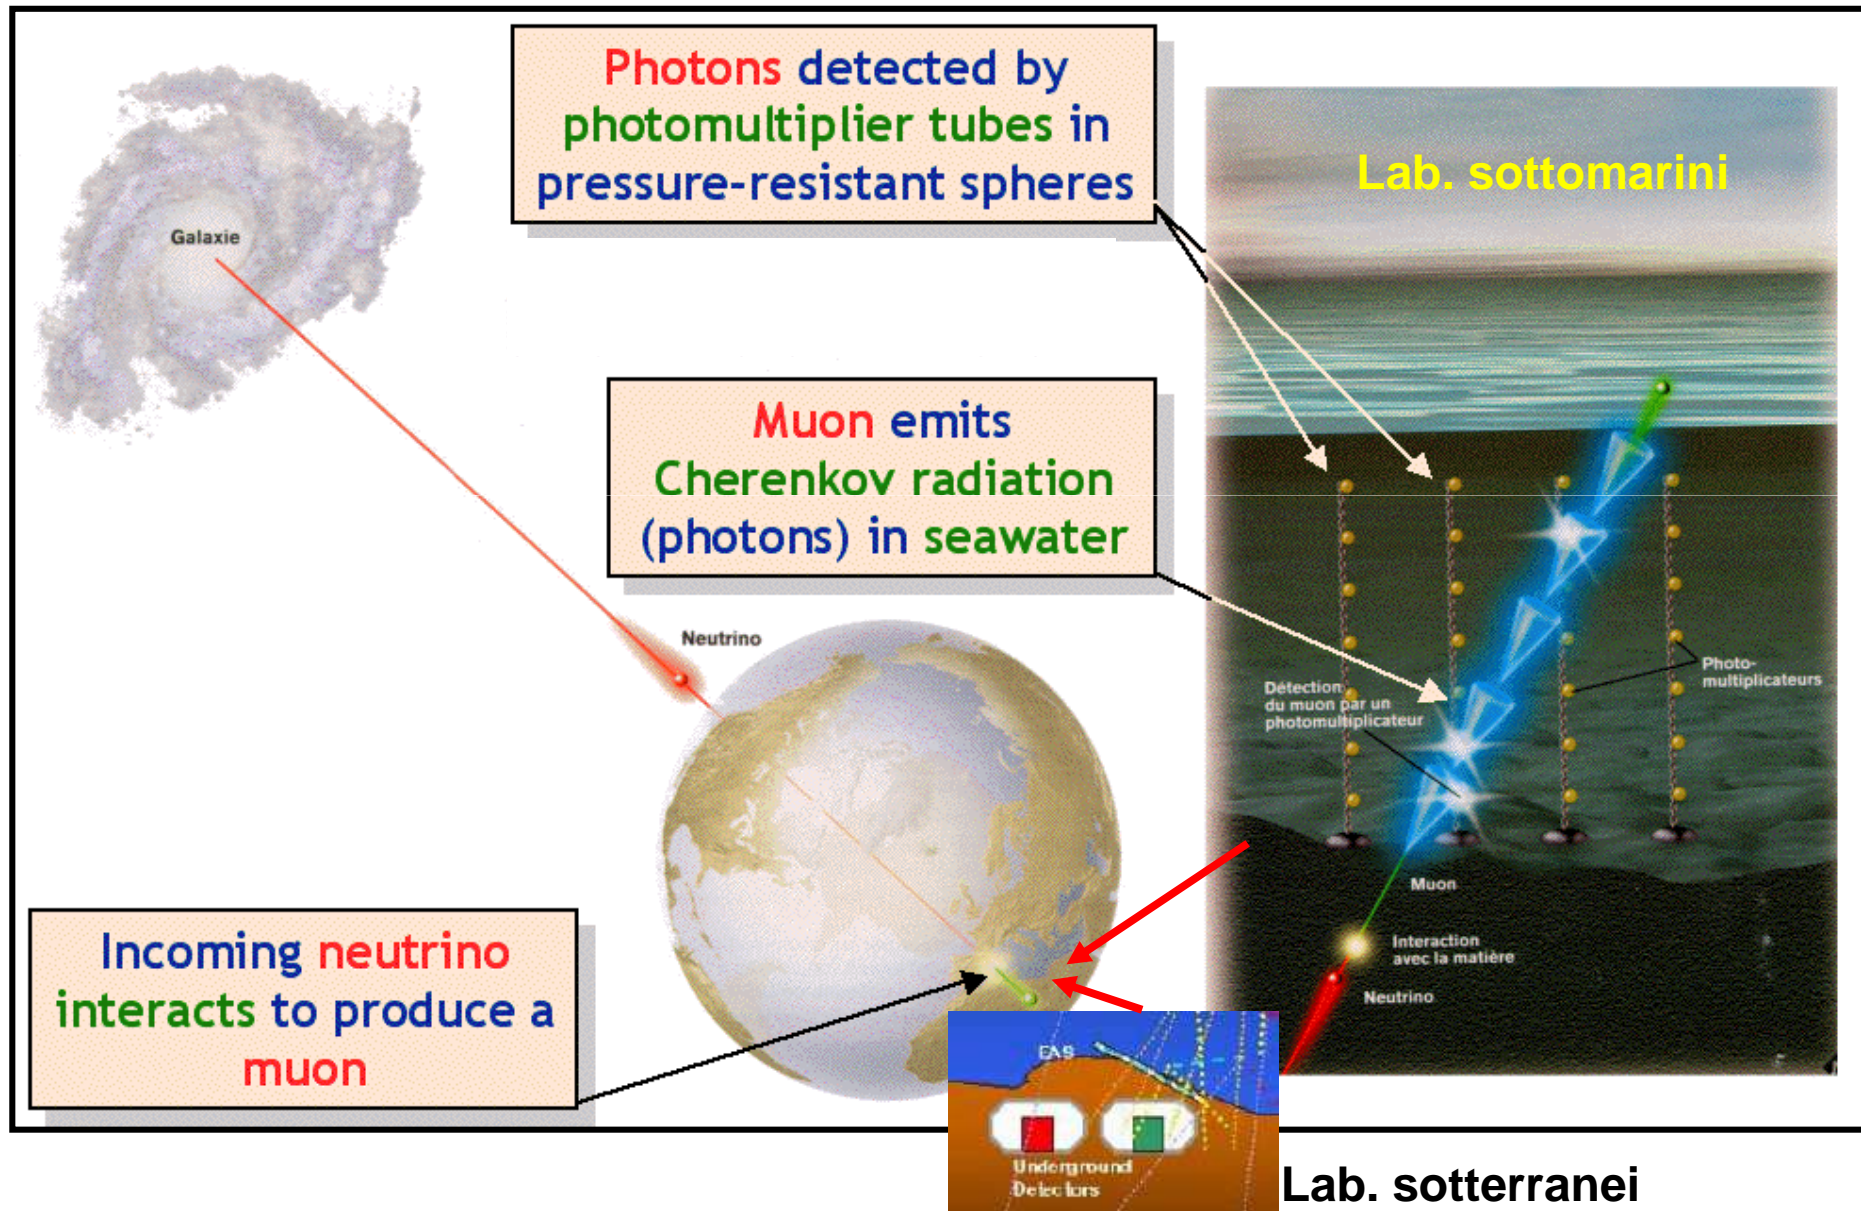 Photons detected by
photomultiplier tubes in
pressure-resistant spheres
Lab. sottomarini
Galaxie
Muon emits
Cherenkov radiation
(photons) in seawater
Neutrino
Photo-
multiplicateurs
Détection
du muon par un
photomultiplicateur
Muon
Interaction
avec la matière
Neutrino
Incoming neutrino
interacts to produce a
muon
EAS
Underground
Detectors
Lab. sotterranei